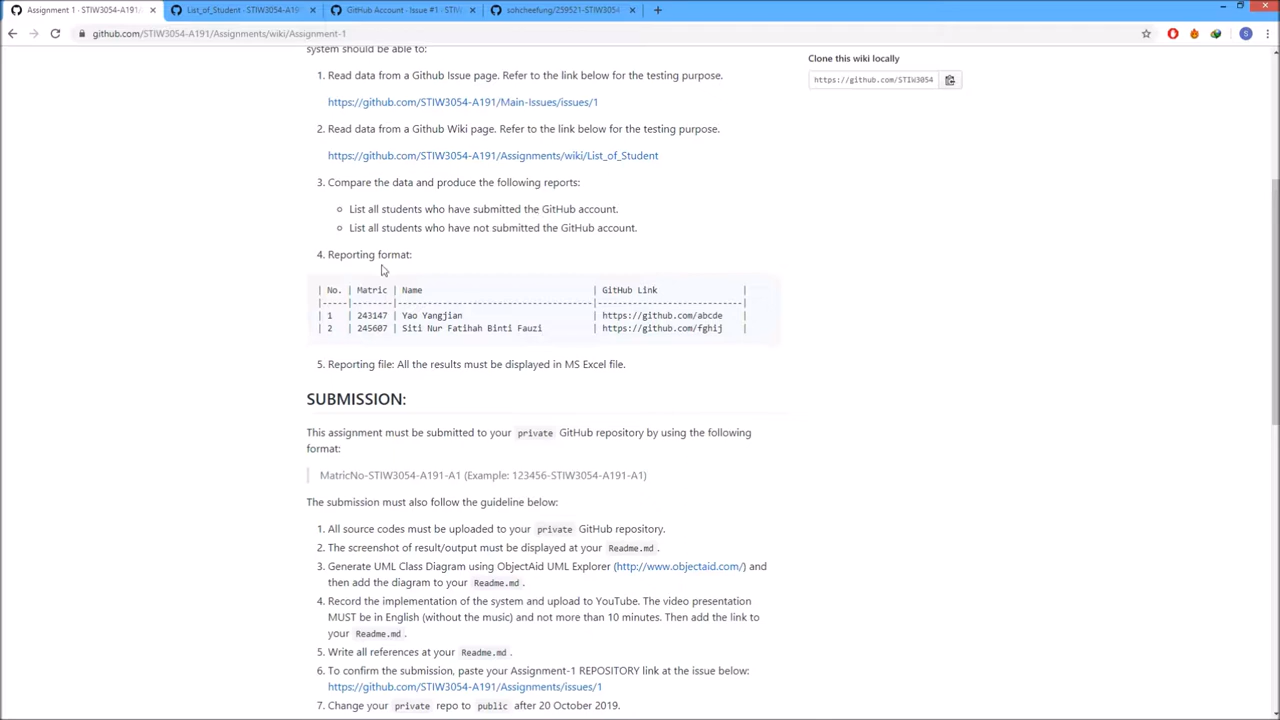 Assignment 1 · STIW3054-A191/
List_of_Student · STIW3054-A19
GitHub Account · Issue #1 · STIW
sohcheefung/259521-STIW3054
github.com/STIW3054-A191/Assignments/wiki/Assignment-1
system should be able to:
1. Read data from a Github Issue page. Refer to the link below for the testing purpose.
https://github.com/STIW3054-A191/Main-Issues/issues/1
2. Read data from a Github Wiki page. Refer to the link below for the testing purpose.
https://github.com/STIW3054-A191/Assignments/wiki/List_of_Student
3. Compare the data and produce the following reports:
List all students who have submitted the GitHub account.
List all students who have not submitted the GitHub account.
4. Reporting format:
| No. | Matric | Name | GitHub Link |
|-----|--------|--------------------------------|---------------------------|
| 1 | 243147 | Yao Yangjian | https://github.com/abcde |
| 2 | 245607 | Siti Nur Fatihah Binti Fauzi | https://github.com/fghij |
5. Reporting file: All the results must be displayed in MS Excel file.
SUBMISSION:
This assignment must be submitted to your private GitHub repository by using the following
format:
MatricNo-STIW3054-A191-A1 (Example: 123456-STIW3054-A191-A1)
The submission must also follow the guideline below:
1. All source codes must be uploaded to your private GitHub repository.
2. The screenshot of result/output must be displayed at your Readme.md .
3. Generate UML Class Diagram using ObjectAid UML Explorer (http://www.objectaid.com/) and
then add the diagram to your Readme.md .
4. Record the implementation of the system and upload to YouTube. The video presentation
MUST be in English (without the music) and not more than 10 minutes. Then add the link to
your Readme.md .
5. Write all references at your Readme.md .
6. To confirm the submission, paste your Assignment-1 REPOSITORY link at the issue below:
https://github.com/STIW3054-A191/Assignments/issues/1
7. Change your private repo to public after 20 October 2019.
Clone this wiki locally
https://github.com/STIW3054
S